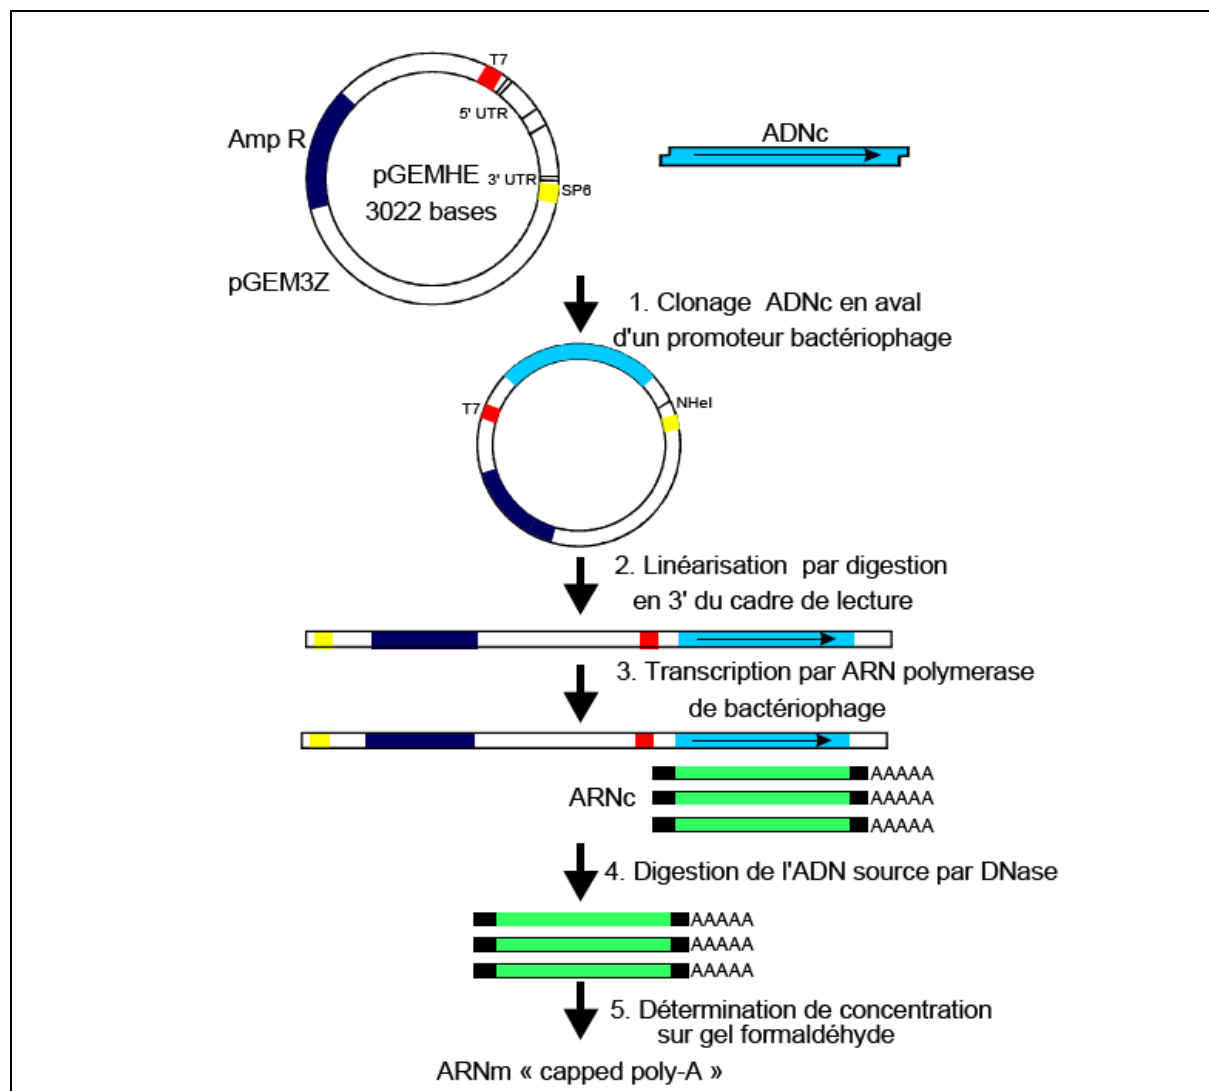 T7
5' UTR
Amp R
ADNc
pGEMHE
3' UTR
SP6
3022 bases
pGEM3Z
1. Clonage ADNc en aval
d'un promoteur bactériophage
T7
NHeI
2. Linéarisation par digestion
en 3' du cadre de lecture
3. Transcription par ARN polymerase
de bactériophage
AAAAA
ARNc
AAAAA
AAAAA
4. Digestion de l'ADN source par DNase
AAAAA
AAAAA
AAAAA
5. Détermination de concentration
sur gel formaldéhyde
ARNm « capped poly-A »